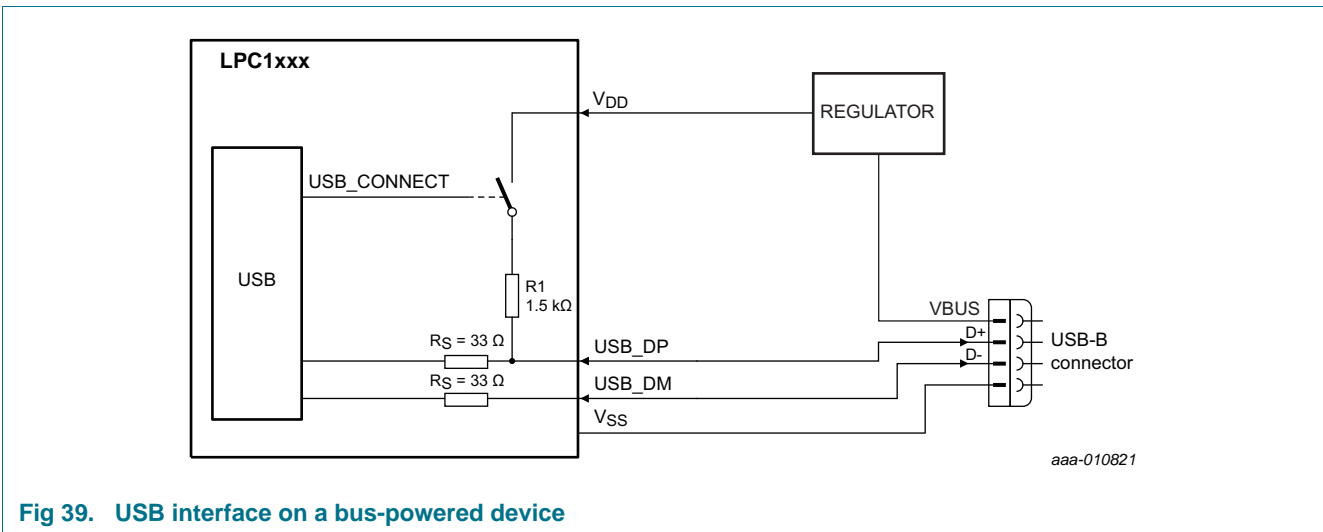 LPC1xxx
VDD
REGULATOR
USB_CONNECT
USB
R1
1.5 kΩ
VBUS
RS = 33 Ω
USB_DP
D+
USB-B
connector
RS = 33 Ω
USB_DM
D-
VSS
aaa-010821
Fig 39. USB interface on a bus-powered device